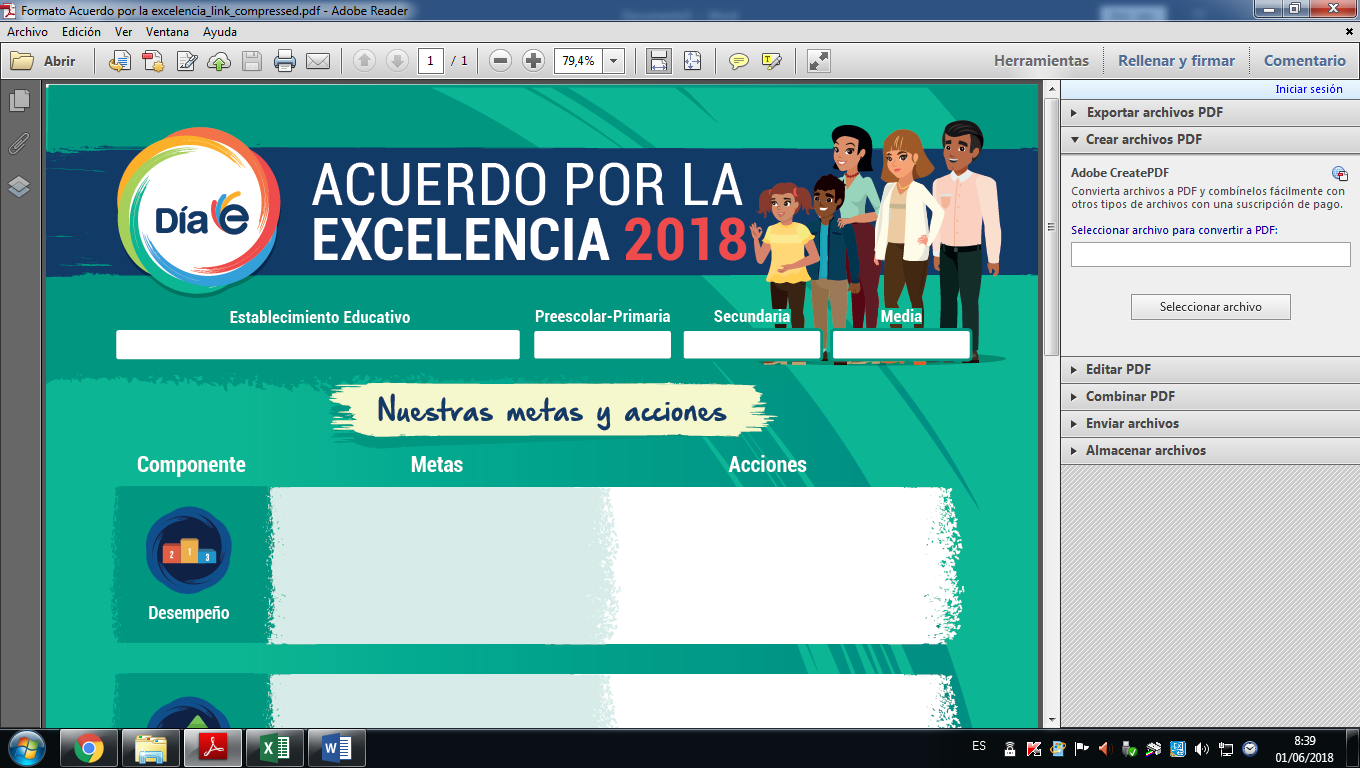 Formato Acuerdo por la excelencia_link_compressed.pdf - Adobe Reader
Archivo Edición Ver Ventana Ayuda
Abrir 1 / 1 79,4% Herramientas Rellenar y firmar Comentario
Iniciar sesión
Exportar archivos PDF
Crear archivos PDF
Adobe CreatePDF
Convierta archivos a PDF y combínelos fácilmente con
otros tipos de archivos con una suscripción de pago.
Seleccionar archivo para convertir a PDF:
Seleccionar archivo
Editar PDF
Combinar PDF
Enviar archivos
Almacenar archivos
Día e
ACUERDO POR LA
EXCELENCIA 2018
Establecimiento Educativo Preescolar-Primaria Secundaria Media
Nuestras metas y acciones
Componente Metas Acciones
2 1 3
Desempeño
ES 8:39
01/06/2018